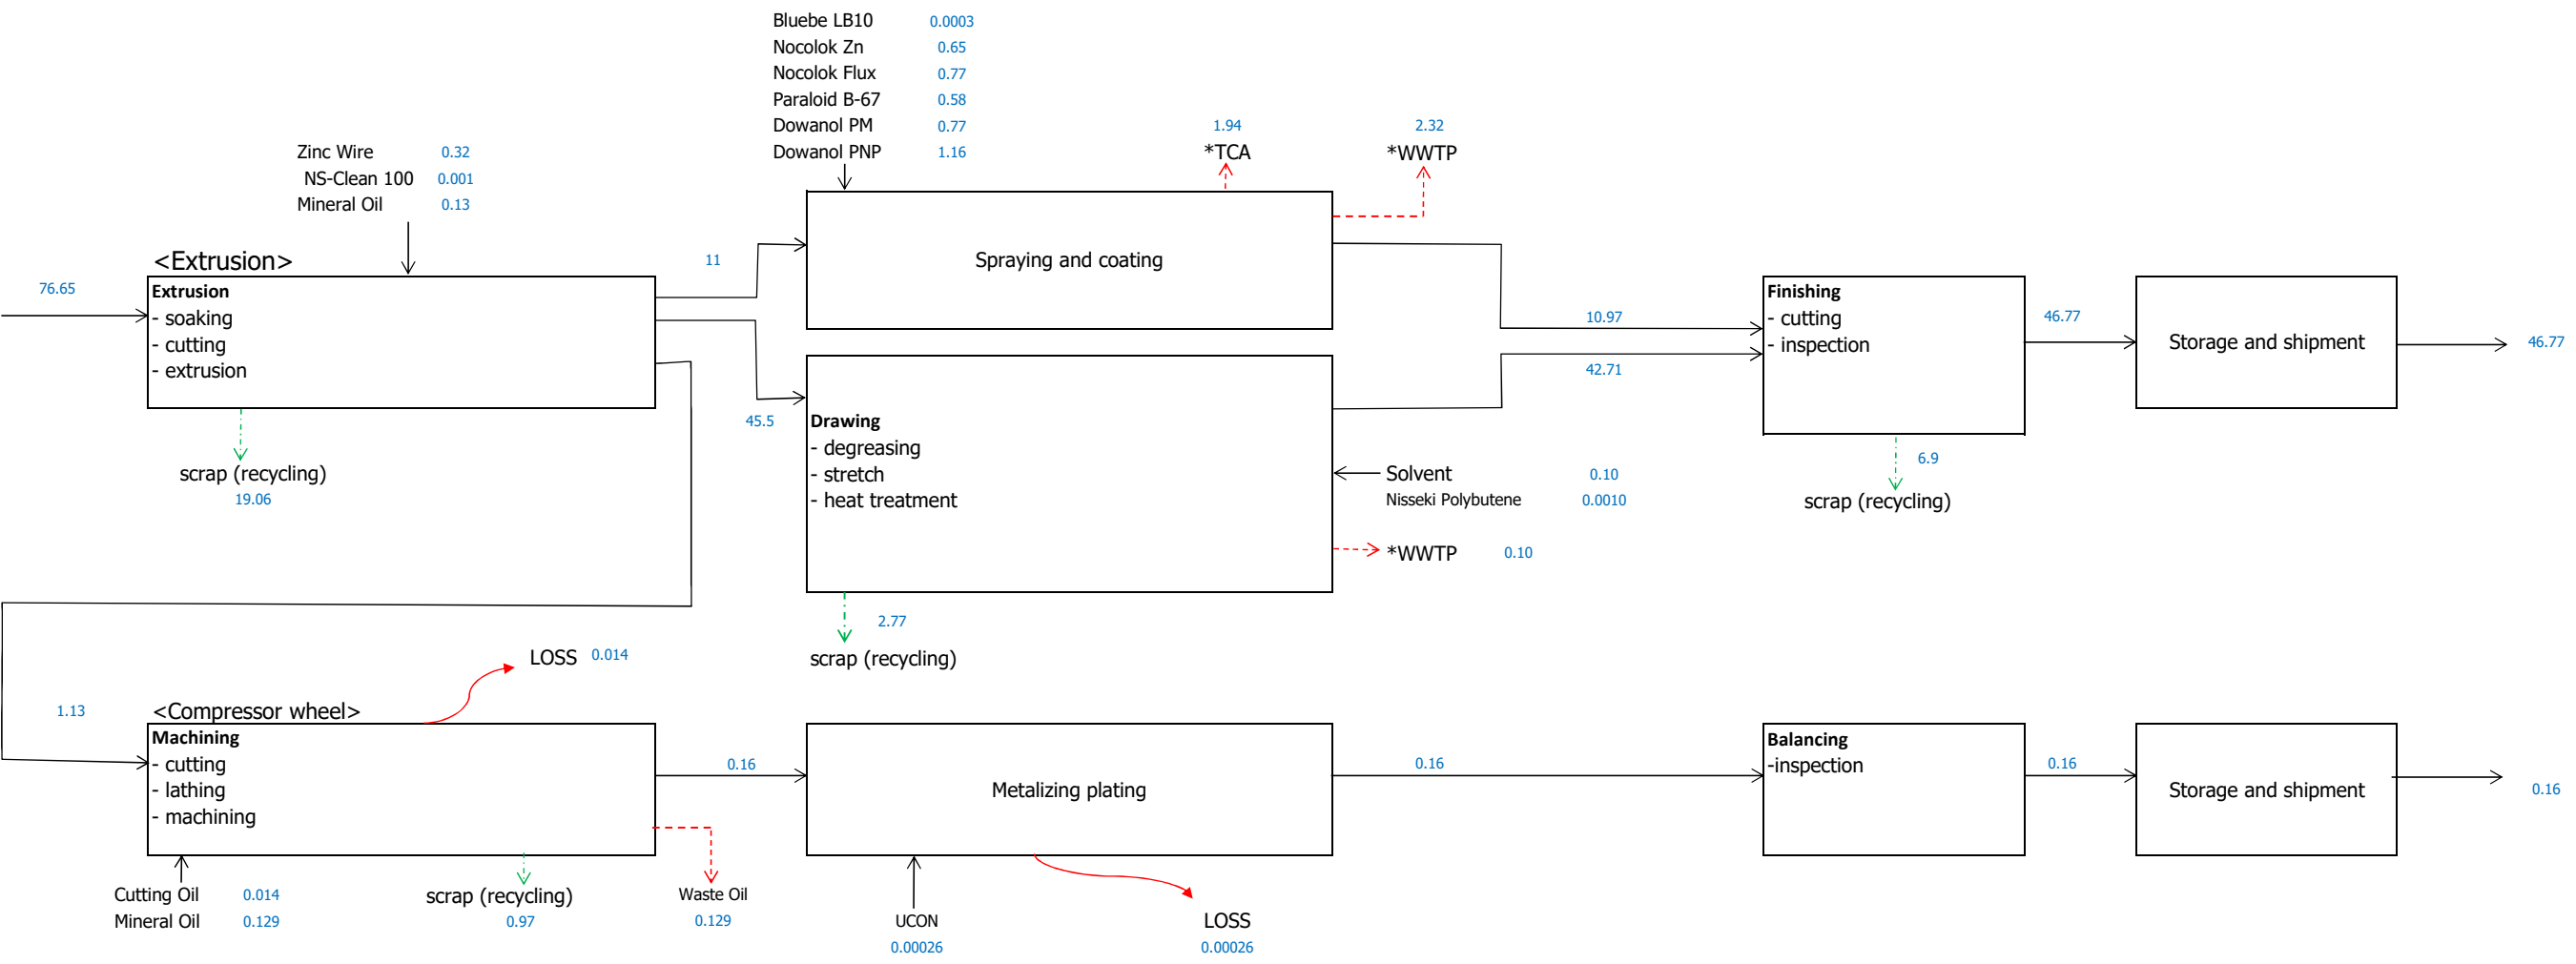 Bluebe LB10 0.0003
Nocolok Zn 0.65
Nocolok Flux 0.77
Paraloid B-67 0.58
Dowanol PM 0.77
Dowanol PNP 1.16
1.94
*TCA
2.32
*WWTP
Zinc Wire 0.32
NS-Clean 100 0.001
Mineral Oil 0.13
<Extrusion>
76.65
Extrusion
- soaking
- cutting
- extrusion
scrap (recycling)
19.06
11
45.5
Spraying and coating
Drawing
- degreasing
- stretch
- heat treatment
Solvent 0.10
Nisseki Polybutene 0.0010
*WWTP 0.10
2.77
scrap (recycling)
10.97
42.71
Finishing
- cutting
- inspection
6.9
scrap (recycling)
46.77
Storage and shipment
46.77
LOSS 0.014
1.13
<Compressor wheel>
Machining
- cutting
- lathing
- machining
Cutting Oil 0.014
Mineral Oil 0.129
scrap (recycling)
0.97
Waste Oil
0.129
0.16
Metalizing plating
UCON
0.00026
LOSS
0.00026
0.16
Balancing
-inspection
0.16
Storage and shipment
0.16